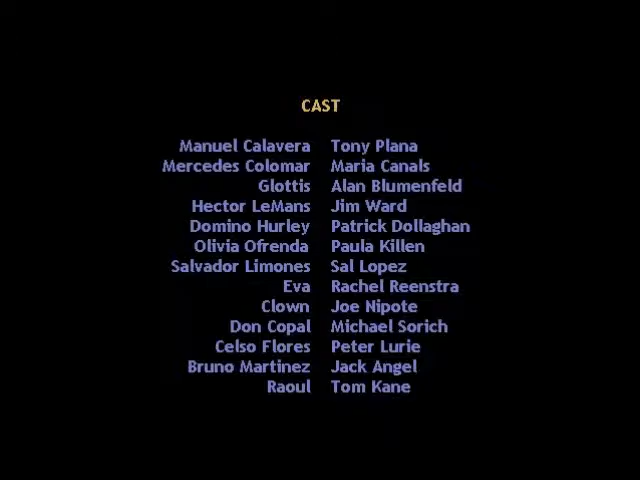 CAST
Manuel Calavera Tony Plana
Mercedes Colomar Maria Canals
Glottis Alan Blumenfeld
Hector LeMans Jim Ward
Domino Hurley Patrick Dollaghan
Olivia Ofrenda Paula Killen
Salvador Limones Sal Lopez
Eva Rachel Reenstra
Clown Joe Nipote
Don Copal Michael Sorich
Celso Flores Peter Lurie
Bruno Martinez Jack Angel
Raoul Tom Kane